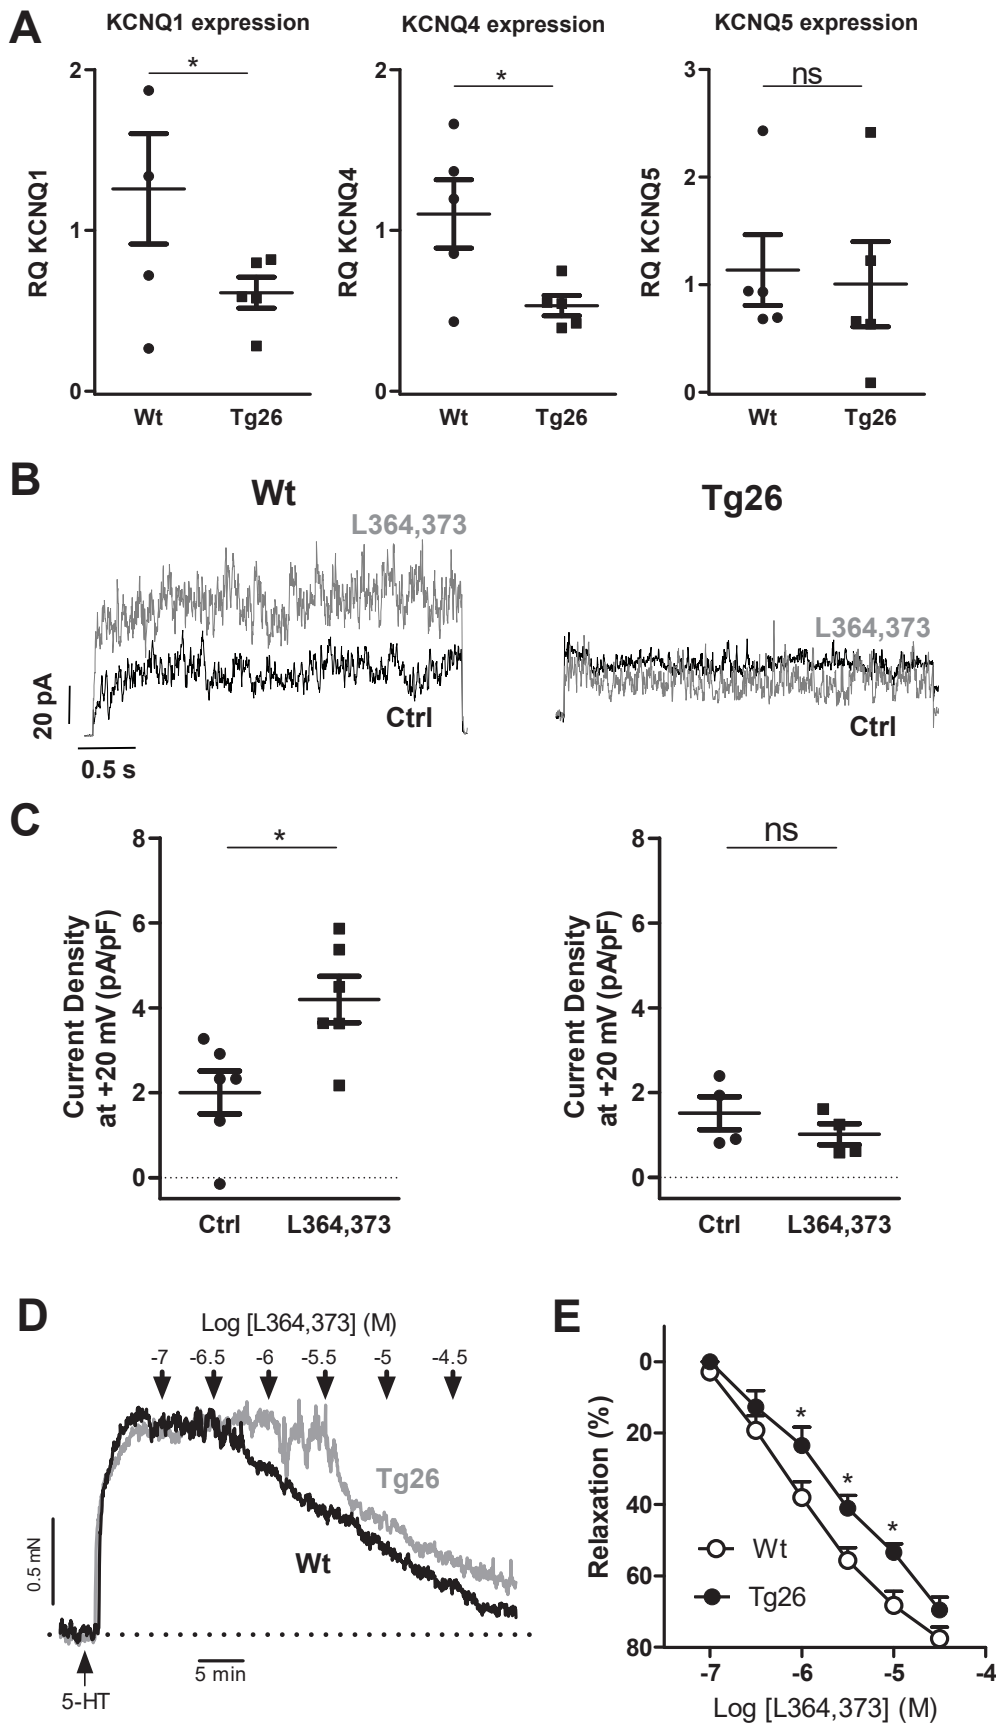 A
KCNQ1 expression
KCNQ4 expression
KCNQ5 expression
*
*
ns
2
1
0
RQ KCNQ1
Wt
Tg26
2
1
0
RQ KCNQ4
Wt
Tg26
3
2
1
0
RQ KCNQ5
Wt
Tg26
B
Wt
Tg26
L364,373
Ctrl
20 pA
0.5 s
L364,373
Ctrl
C
*
8
6
4
2
0
Current Density
at +20 mV (pA/pF)
Ctrl
L364,373
ns
8
6
4
2
0
Current Density
at +20 mV (pA/pF)
Ctrl
L364,373
D
Log [L364,373] (M)
-7
-6.5
-6
-5.5
-5
-4.5
Tg26
Wt
0.5 mN
5 min
5-HT
E
0
20
40
60
80
Relaxation (%)
*
*
*
Wt
Tg26
-7
-6
-5
-4
Log [L364,373] (M)